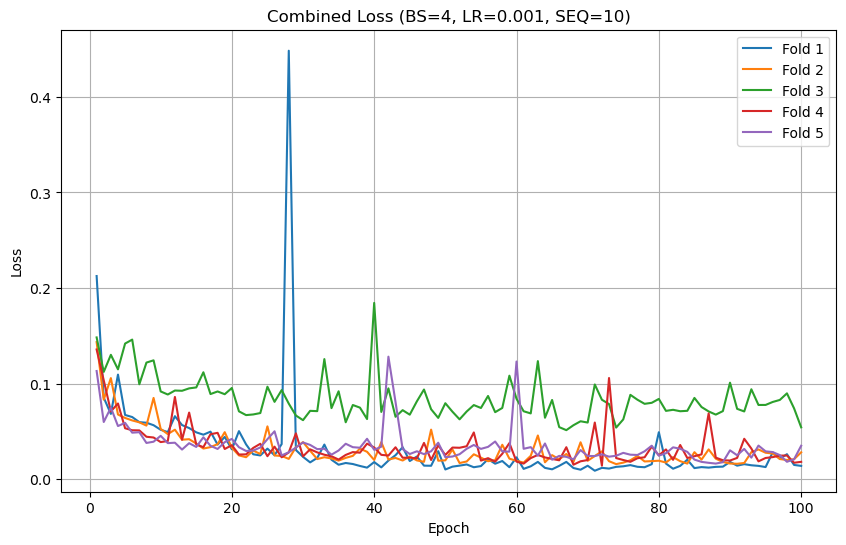 Combined Loss (BS=4, LR=0.001, SEQ=10)
Fold 1
Fold 2
Fold 3
Fold 4
Fold 5
Loss
0.4
0.3
0.2
0.1
0.0
0 20 40 60 80 100
Epoch